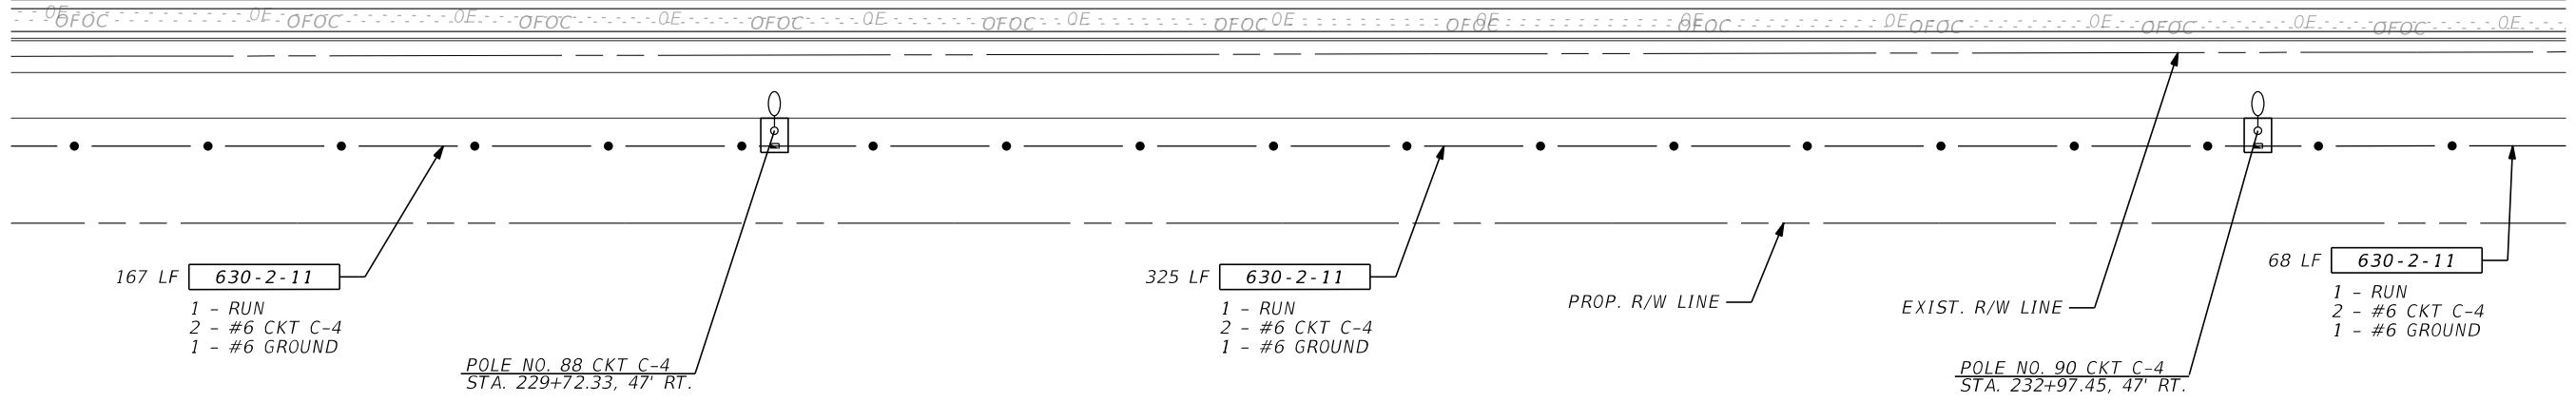 OE OE OE OE OE OE OE OE OE OE OE OE OE
OFOC OFOC OFOC OFOC OFOC OFOC OFOC OFOC OFOC OFOC OFOC
167 LF 630-2-11
1 - RUN
2 - #6 CKT C-4
1 - #6 GROUND
POLE NO. 88 CKT C-4
STA. 229+72.33, 47' RT.
325 LF 630-2-11
1 - RUN
2 - #6 CKT C-4
1 - #6 GROUND
PROP. R/W LINE
EXIST. R/W LINE
POLE NO. 90 CKT C-4
STA. 232+97.45, 47' RT.
68 LF 630-2-11
1 - RUN
2 - #6 CKT C-4
1 - #6 GROUND